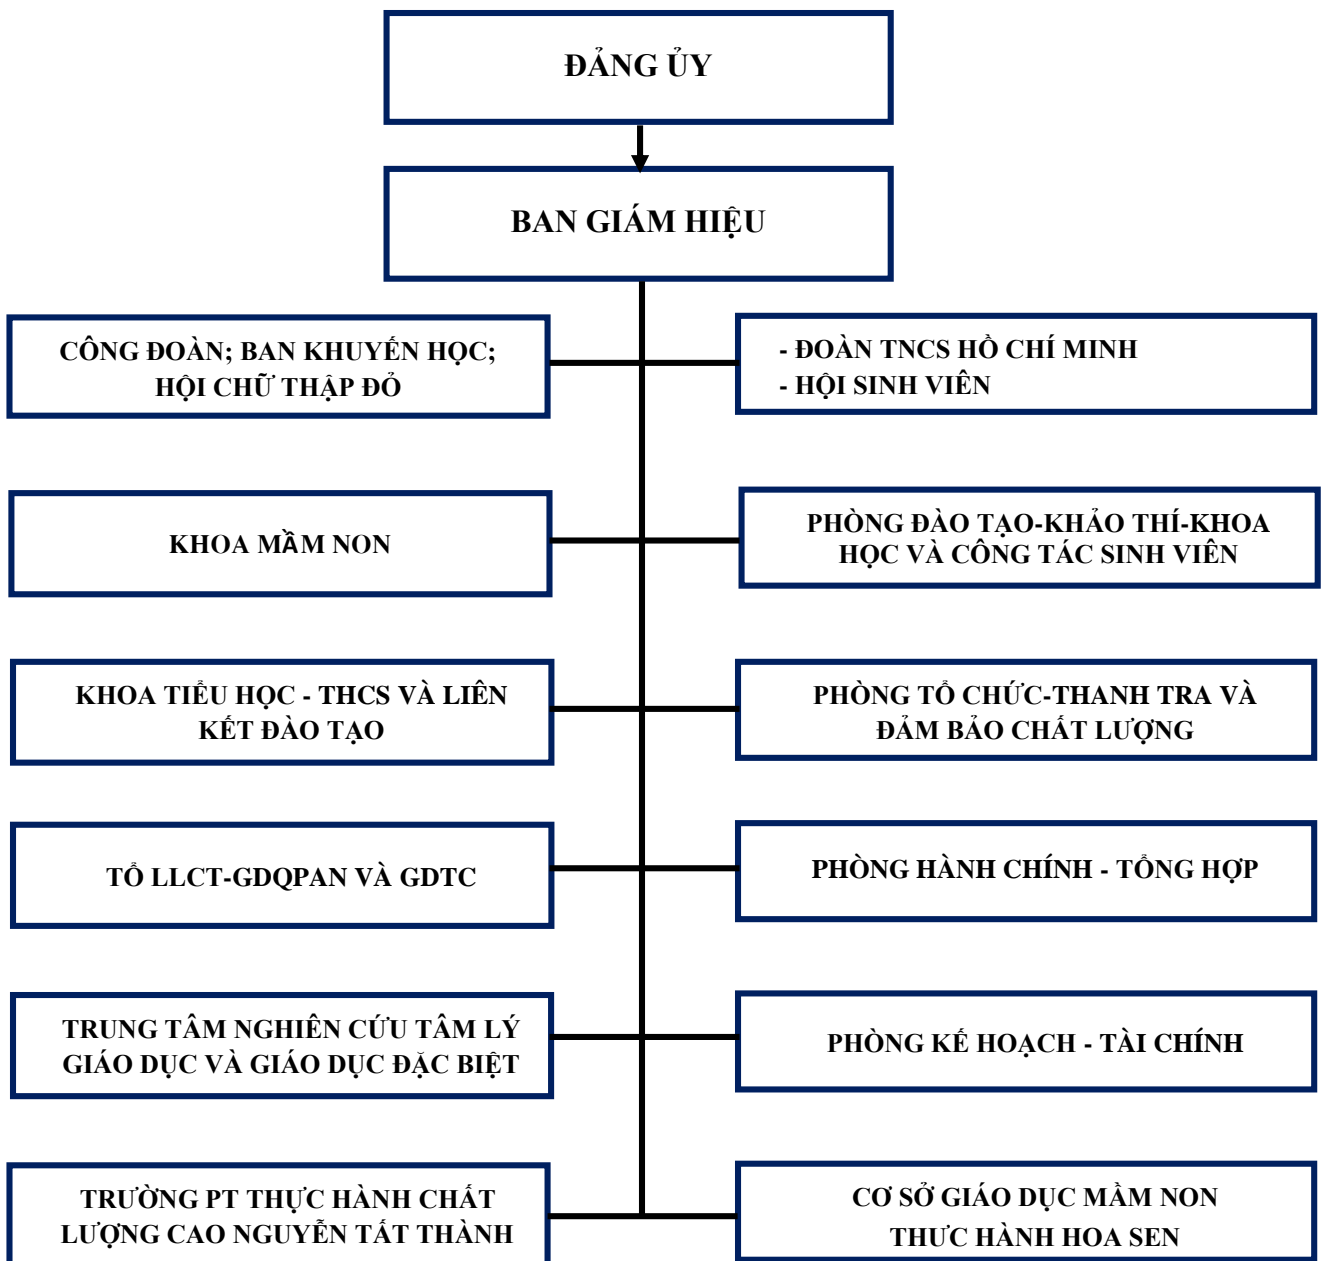 ĐẢNG ỦY
BAN GIÁM HIỆU
CÔNG ĐOÀN; BAN KHUYẾN HỌC;
HỘI CHỮ THẬP ĐỎ
- ĐOÀN TNCS HỒ CHÍ MINH
- HỘI SINH VIÊN
KHOA MẦM NON
PHÒNG ĐÀO TẠO-KHẢO THÍ-KHOA
HỌC VÀ CÔNG TÁC SINH VIÊN
KHOA TIỂU HỌC - THCS VÀ LIÊN
KẾT ĐÀO TẠO
PHÒNG TỔ CHỨC-THANH TRA VÀ
ĐẢM BẢO CHẤT LƯỢNG
TỔ LLCT-GDQPAN VÀ GDTC
PHÒNG HÀNH CHÍNH - TỔNG HỢP
TRUNG TÂM NGHIÊN CỨU TÂM LÝ
GIÁO DỤC VÀ GIÁO DỤC ĐẶC BIỆT
PHÒNG KẾ HOẠCH - TÀI CHÍNH
TRƯỜNG PT THỰC HÀNH CHẤT
LƯỢNG CAO NGUYỄN TẤT THÀNH
CƠ SỞ GIÁO DỤC MẦM NON
THƯC HÀNH HOA SEN